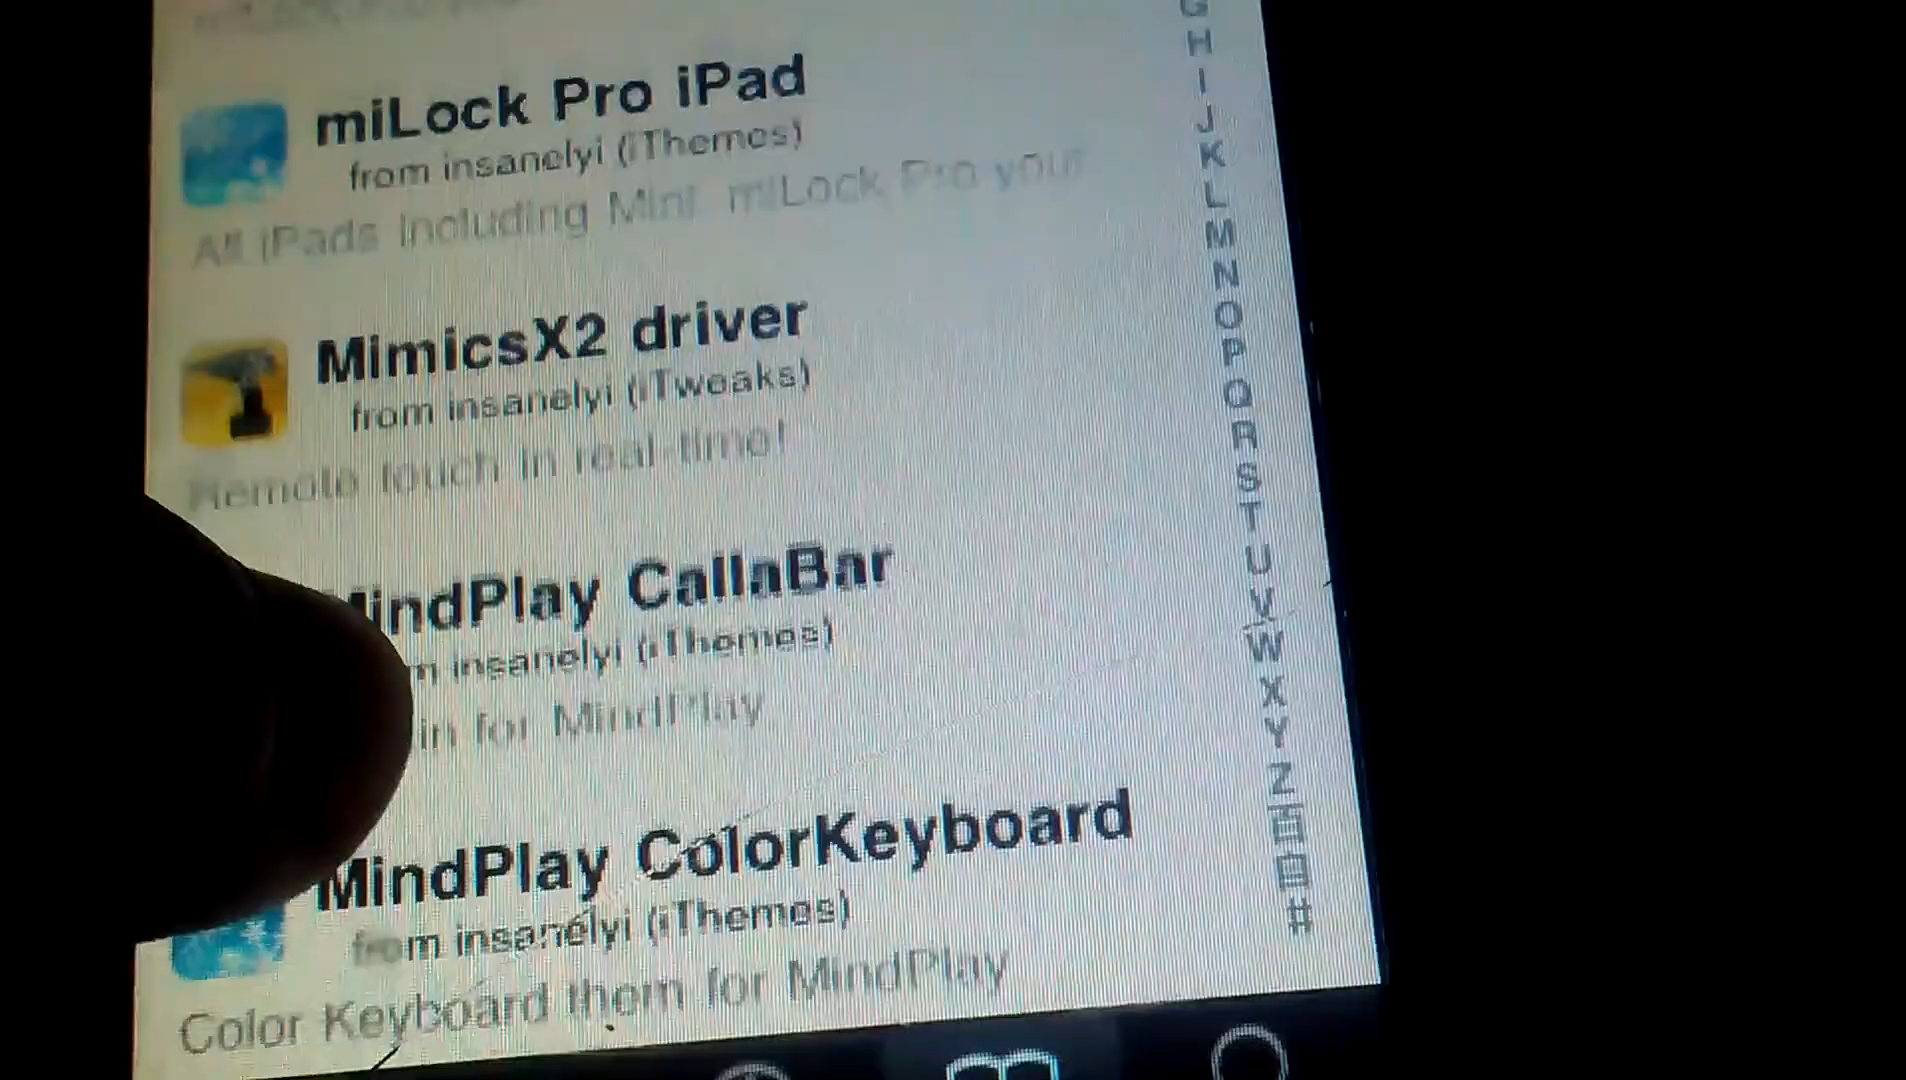 miLock Pro iPad
from insanelyi (iThemes)
All iPads including Mini miLock Pro your
MimicsX2 driver
from insanelyi (iTweaks)
Remote touch in real-time!
MindPlay CallaBar
m insanelyi (iThemes)
in for MindPlay
MindPlay ColorKeyboard
from insanelyi (iThemes)
Color Keyboard them for MindPlay
G
H
I
J
K
L
M
N
O
P
Q
R
S
T
U
V
W
X
Y
Z
#